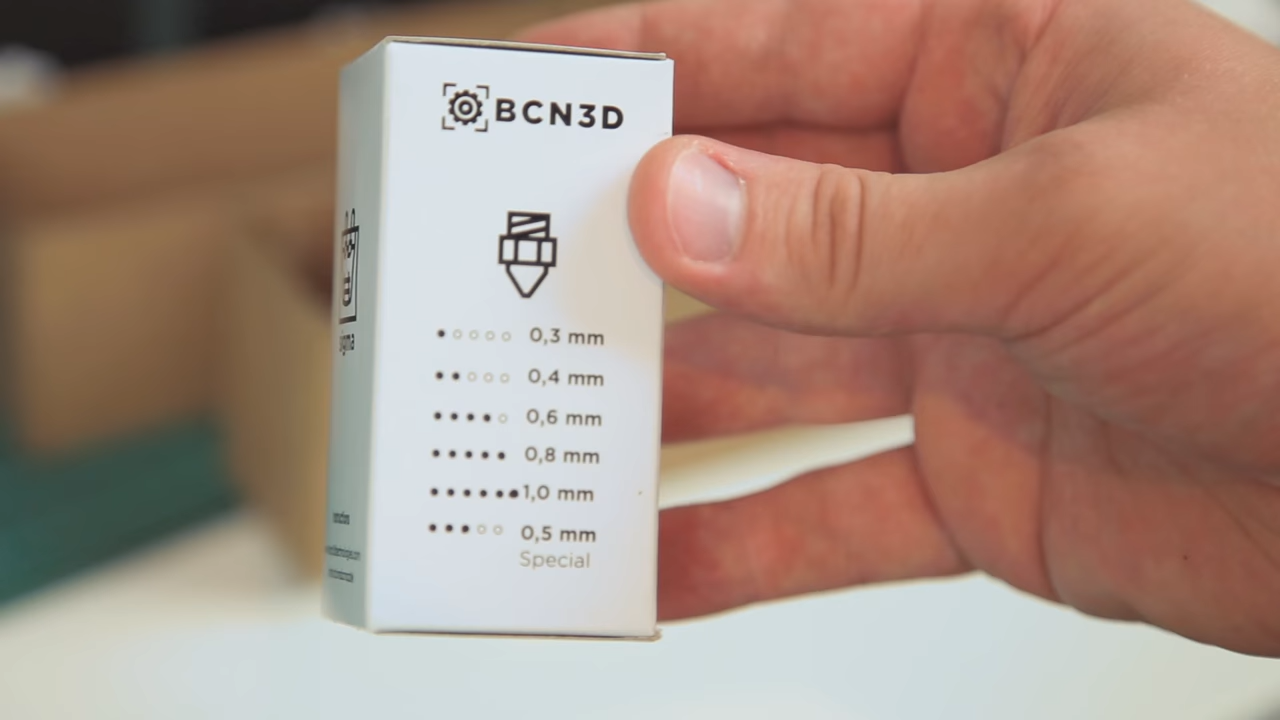 BCN3D
0,3 mm
0,4 mm
0,6 mm
0,8 mm
1,0 mm
0,5 mm
Special